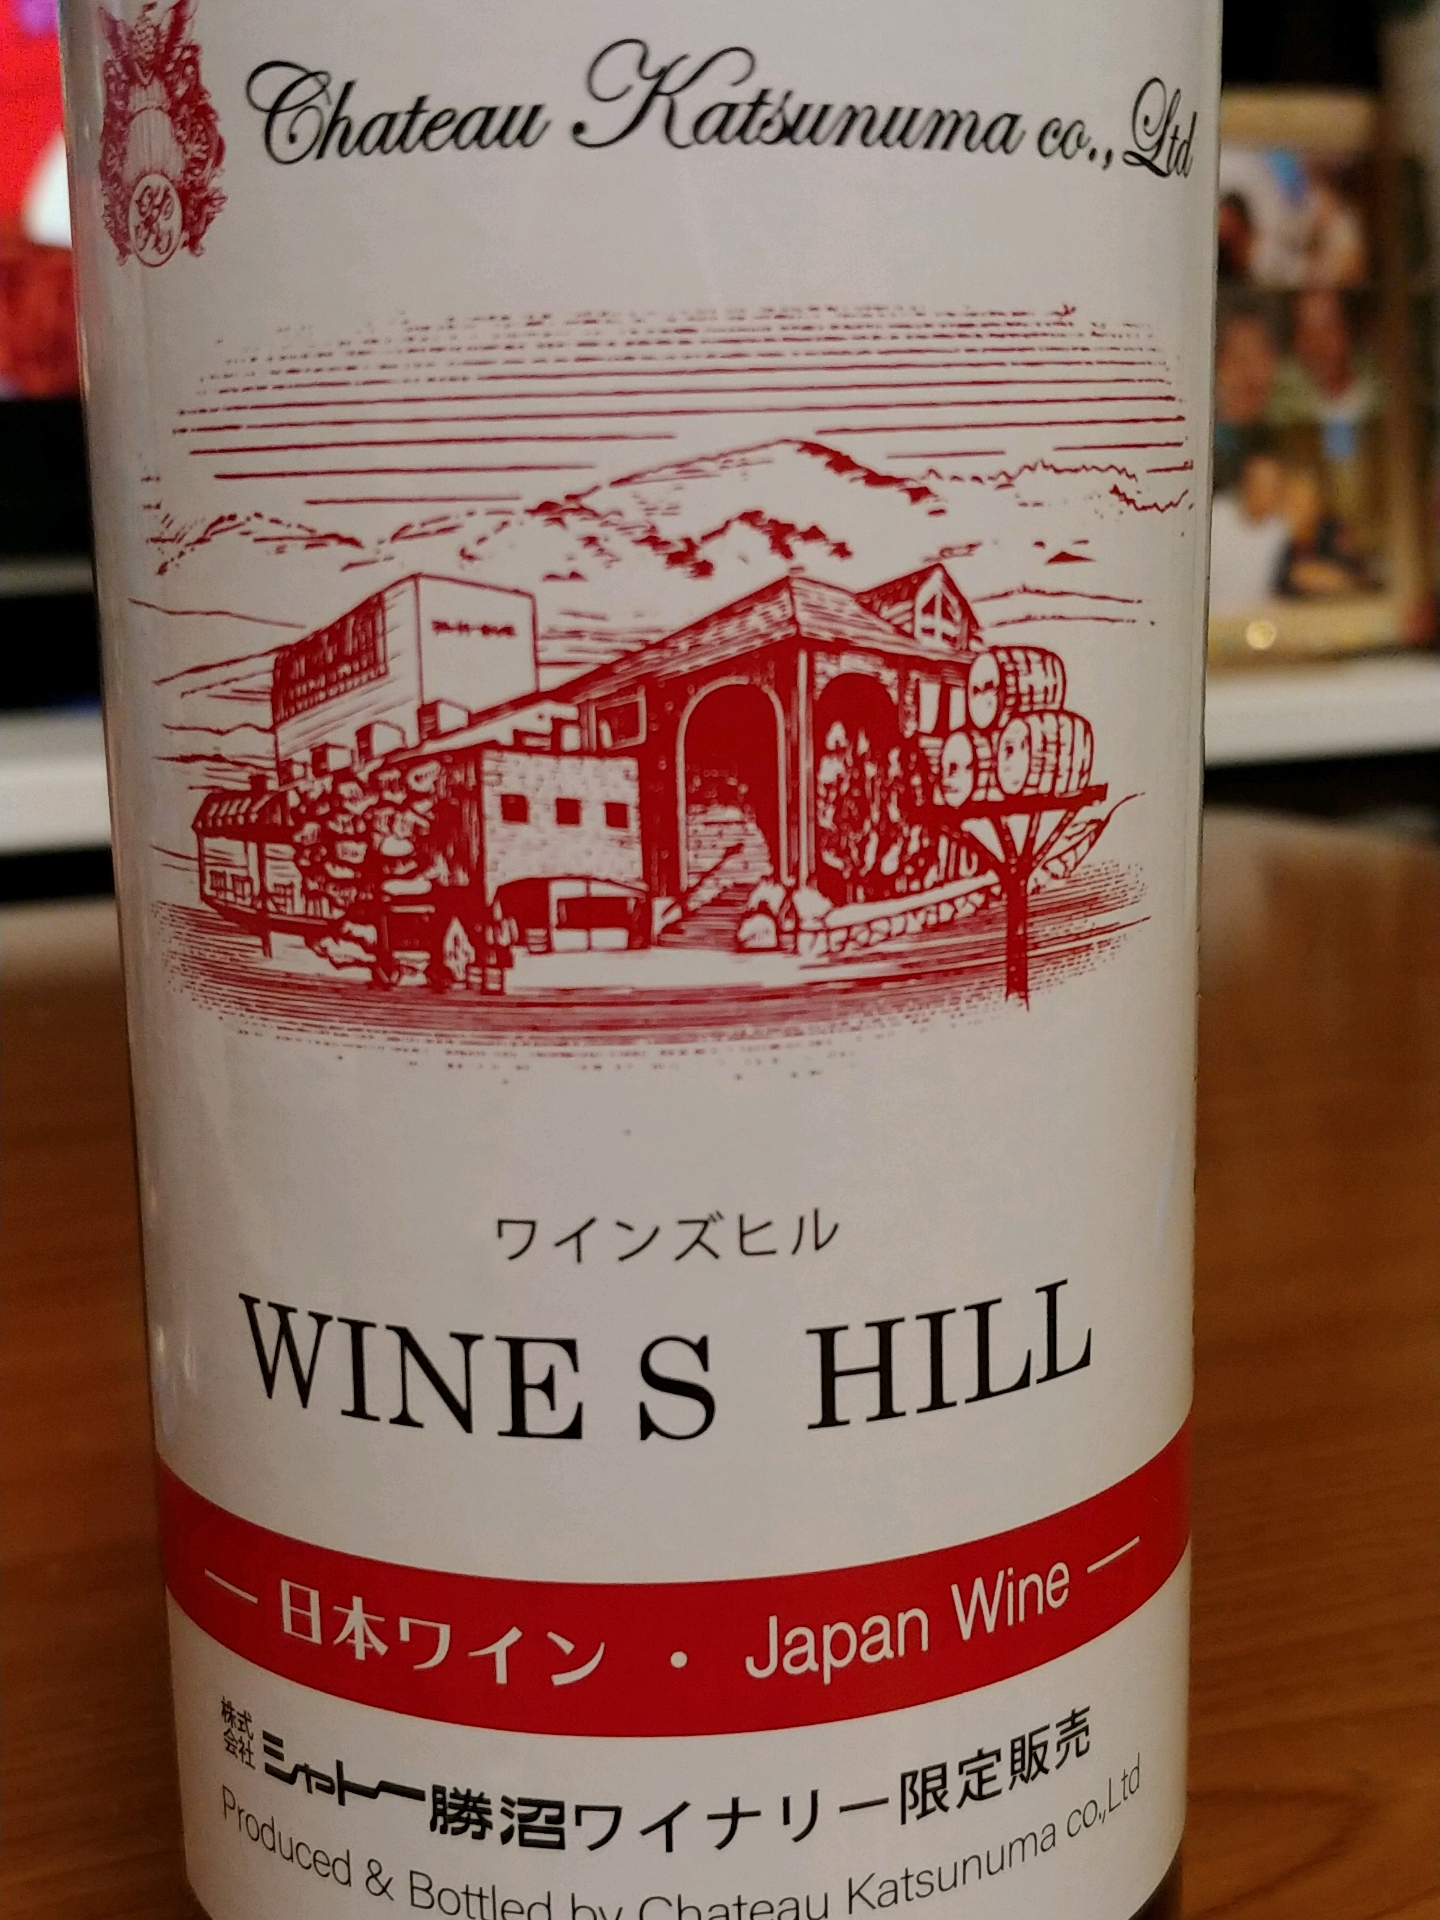 Chateau Katsunuma co.,Ltd
ワインズヒル
WINE S HILL
― 日本ワイン ・ Japan Wine ―
株式会社 シャトー勝沼ワイナリー限定販売
Produced & Bottled by Chateau Katsunuma co.,Ltd